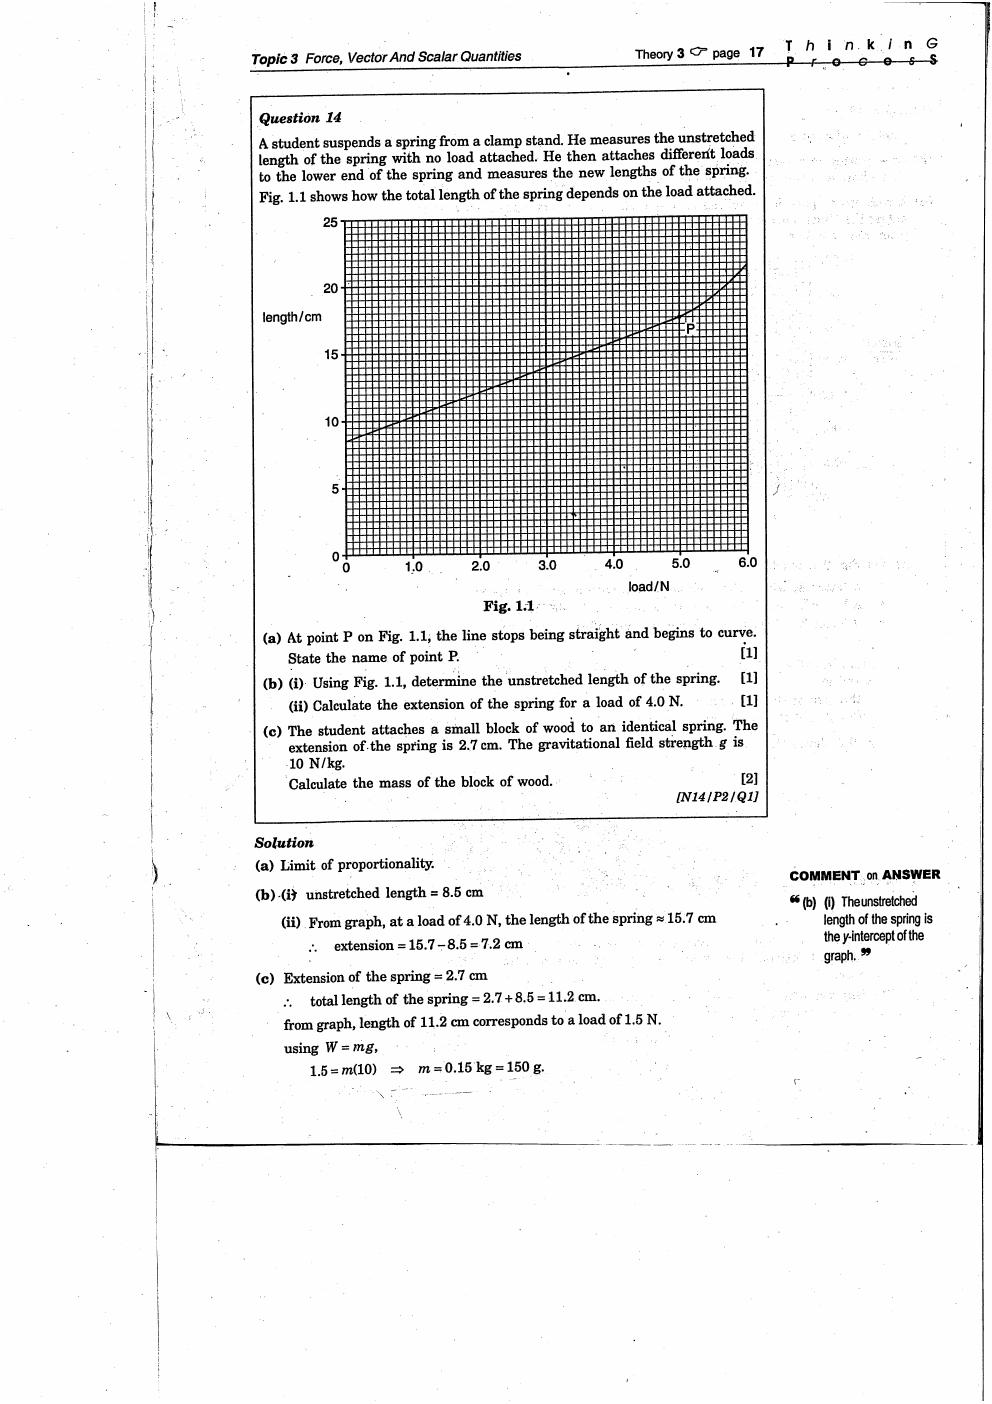 Topic 3 Force, Vector And Scalar Quantities
Theory 3 ☞ page 17
T h i n k i n G
P r o c e s S
Question 14
A student suspends a spring from a clamp stand. He measures the unstretched
length of the spring with no load attached. He then attaches different loads
to the lower end of the spring and measures the new lengths of the spring.
Fig. 1.1 shows how the total length of the spring depends on the load attached.
25
20
length/cm
15
10
5
0
P
0 1.0 2.0 3.0 4.0 5.0 6.0
load/N
Fig. 1.1
(a) At point P on Fig. 1.1, the line stops being straight and begins to curve.
State the name of point P. [1]
(b) (i) Using Fig. 1.1, determine the unstretched length of the spring. [1]
(ii) Calculate the extension of the spring for a load of 4.0 N. [1]
(c) The student attaches a small block of wood to an identical spring. The
extension of the spring is 2.7 cm. The gravitational field strength g is
10 N/kg.
Calculate the mass of the block of wood. [2]
[N14/P2/Q1]
Solution
(a) Limit of proportionality.
(b) (i) unstretched length = 8.5 cm
(ii) From graph, at a load of 4.0 N, the length of the spring ≈ 15.7 cm
∴ extension = 15.7 – 8.5 = 7.2 cm
(c) Extension of the spring = 2.7 cm
∴ total length of the spring = 2.7 + 8.5 = 11.2 cm.
from graph, length of 11.2 cm corresponds to a load of 1.5 N.
using W = mg,
1.5 = m(10) ⇒ m = 0.15 kg = 150 g.
COMMENT on ANSWER
“ (b) (i) The unstretched
length of the spring is
the y-intercept of the
graph. ”